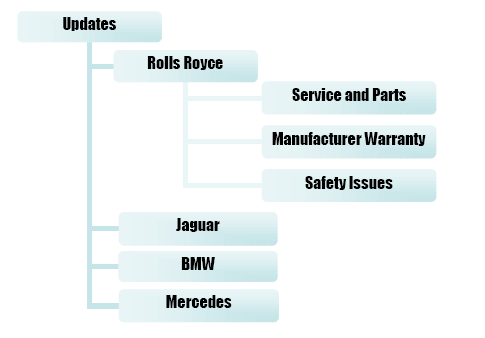 Updates
Rolls Royce
Service and Parts
Manufacturer Warranty
Safety Issues
Jaguar
BMW
Mercedes